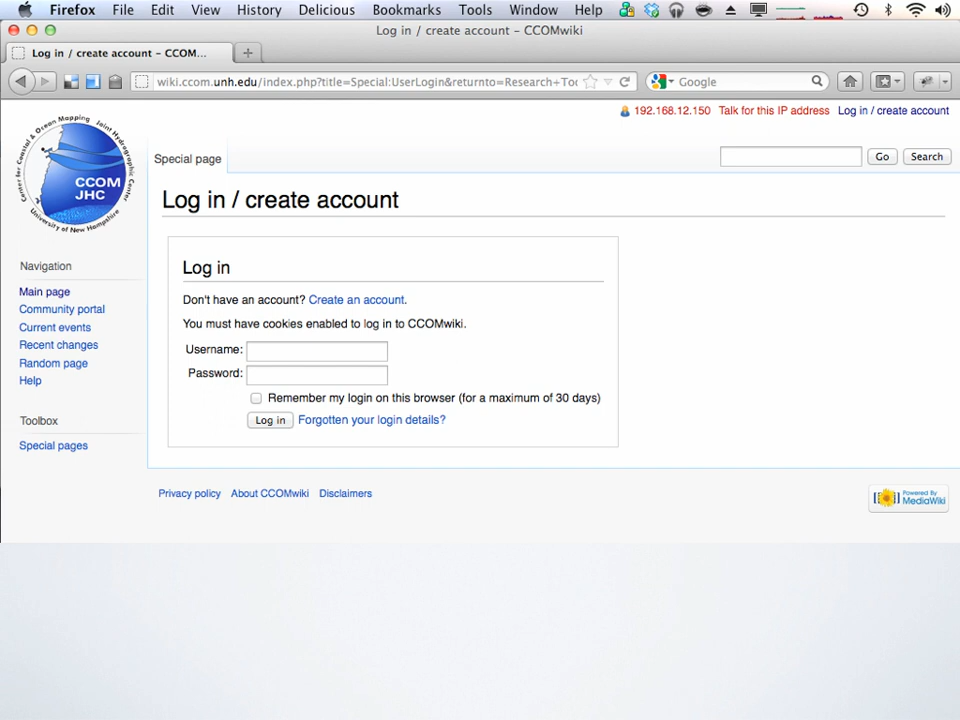 Firefox File Edit View History Delicious Bookmarks Tools Window Help
Log in / create account - CCOMwiki
Log in / create account - CCOM...
wiki.ccom.unh.edu/index.php?title=Special:UserLogin&returnto=Research+Too
Google
192.168.12.150 Talk for this IP address Log in / create account
Center for Coastal & Ocean Mapping Joint Hydrographic Center
CCOM
JHC
University of New Hampshire
Special page
Go
Search
Log in / create account
Navigation
Main page
Community portal
Current events
Recent changes
Random page
Help
Toolbox
Special pages
Log in
Don't have an account? Create an account.
You must have cookies enabled to log in to CCOMwiki.
Username:
Password:
Remember my login on this browser (for a maximum of 30 days)
Log in Forgotten your login details?
Privacy policy About CCOMwiki Disclaimers
Powered By
MediaWiki